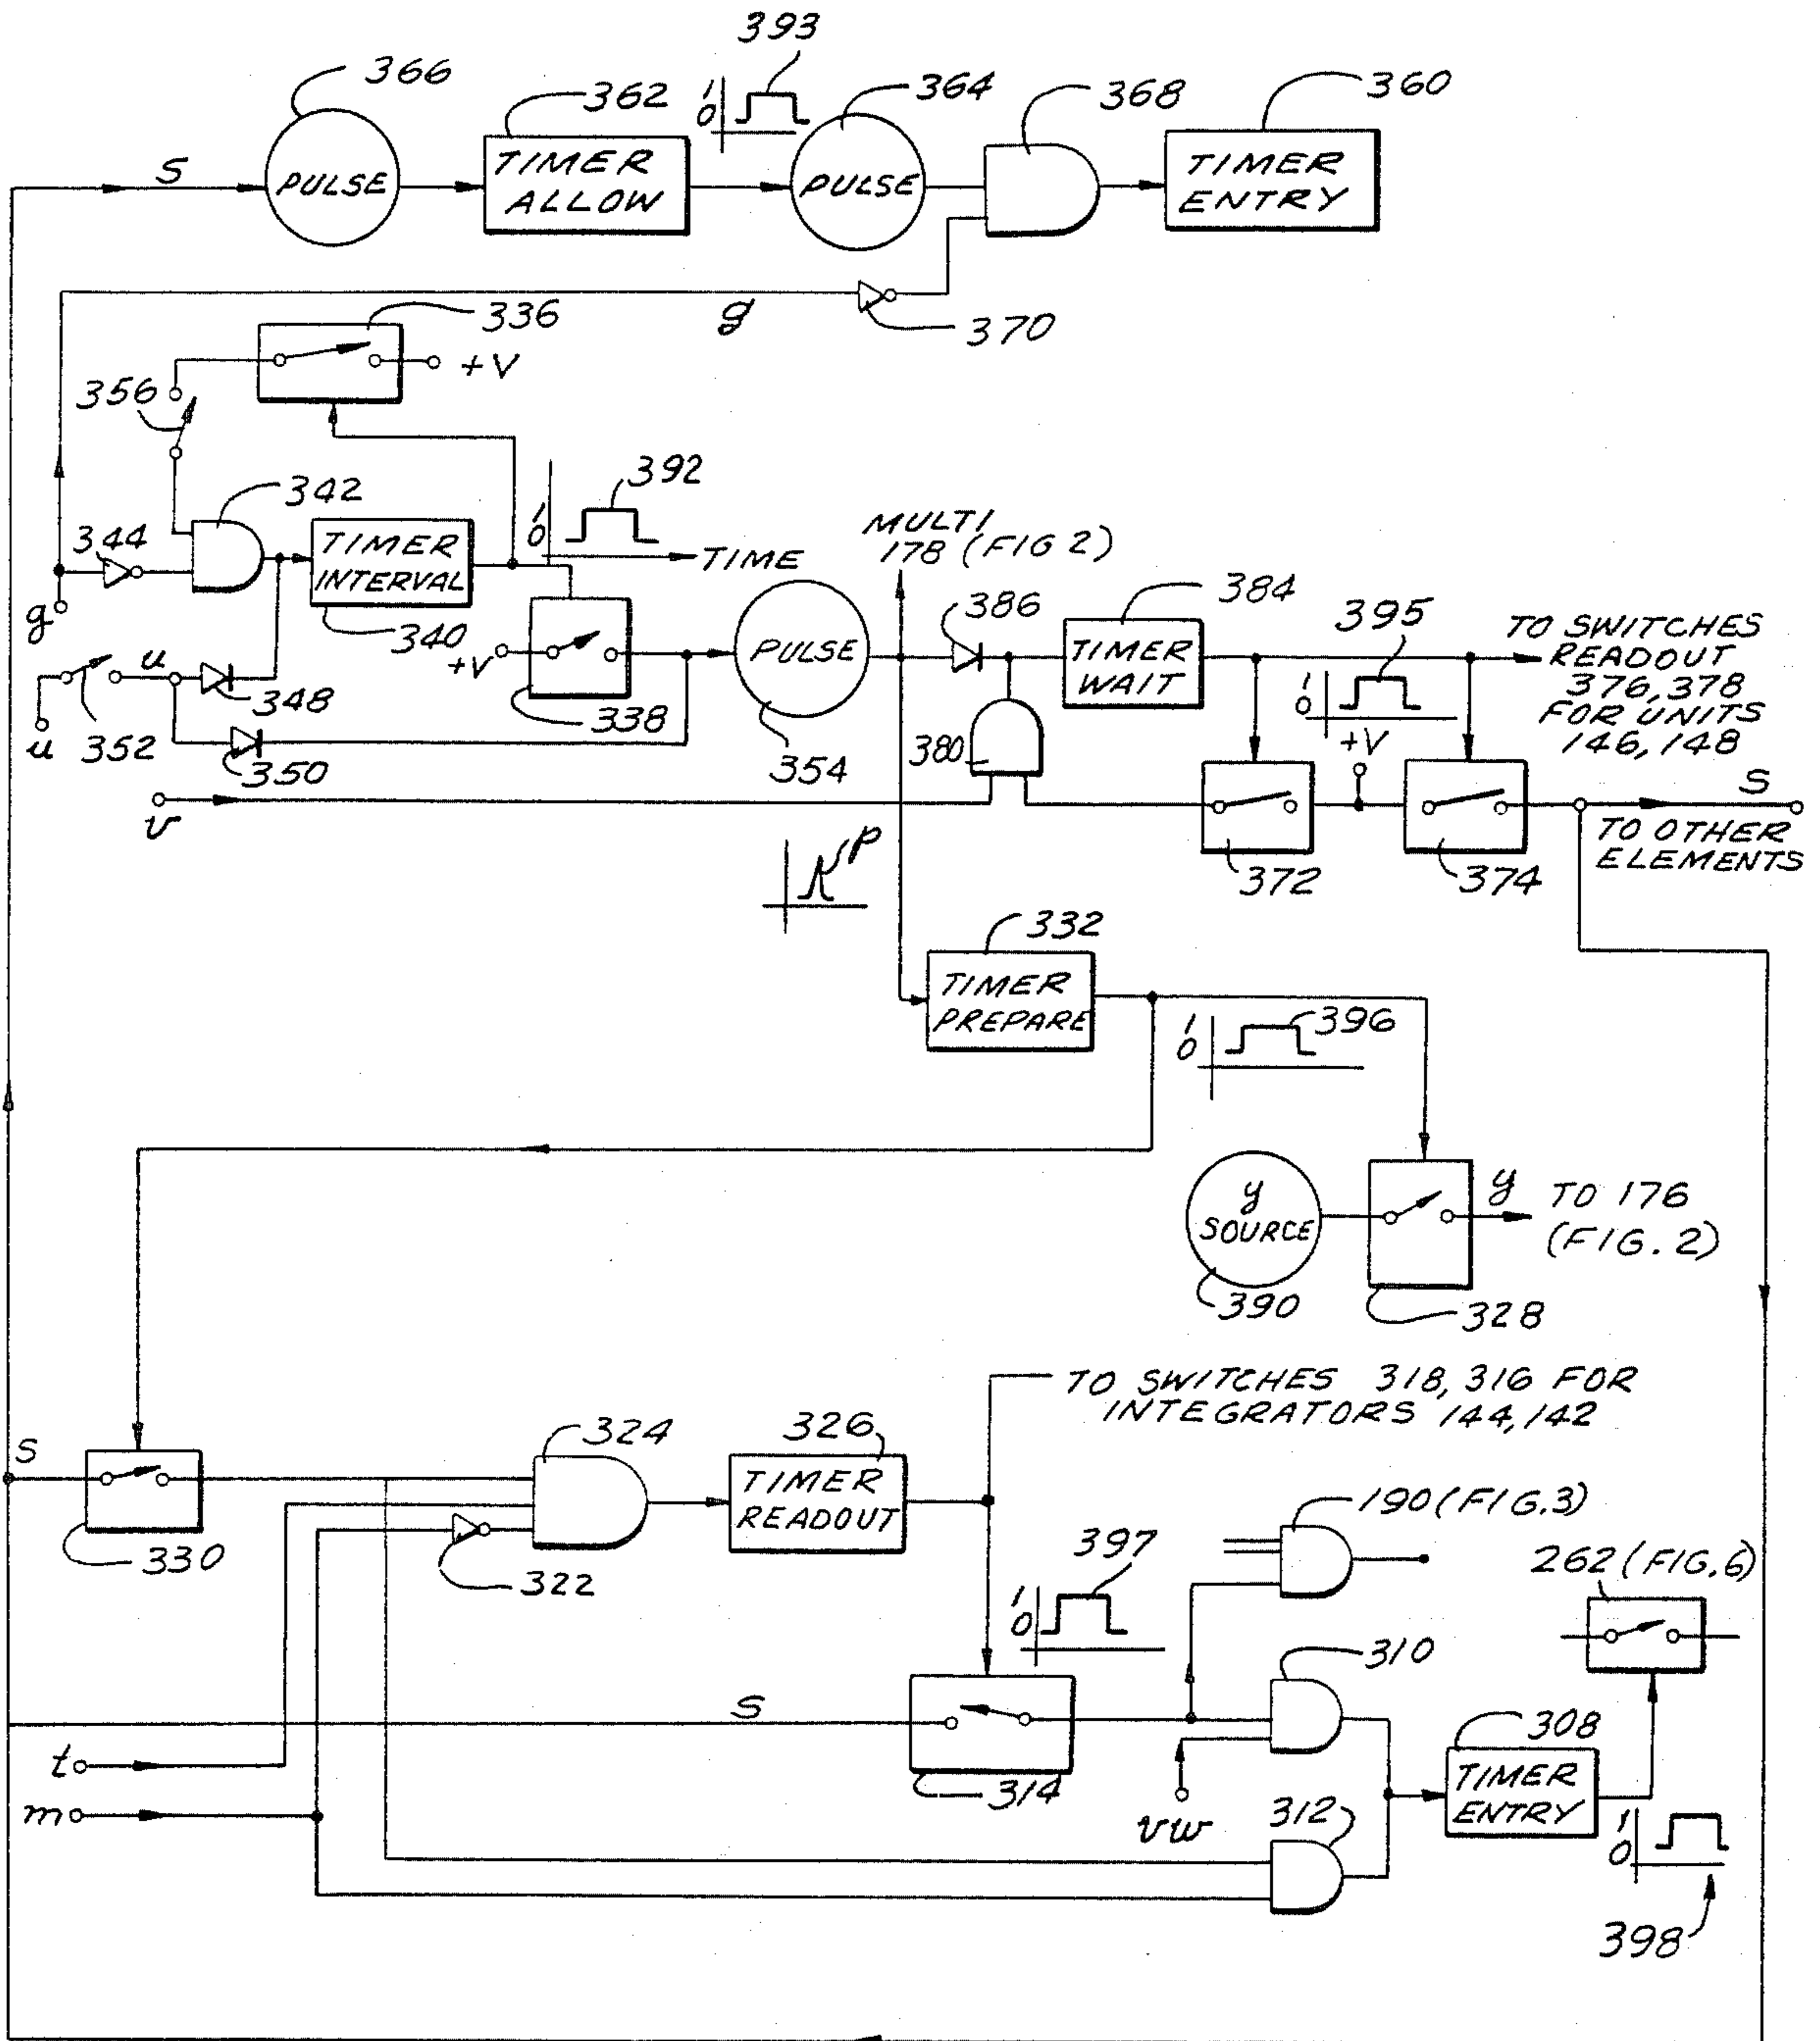 393
366
362
364
368
360
1
0
S
PULSE
TIMER
ALLOW
PULSE
TIMER
ENTRY
g
370
336
+V
356
342
392
1
0
TIME
344
TIMER
INTERVAL
340
g
MULTI
178 (FIG 2)
386
384
395
TO SWITCHES
READOUT
376, 378
FOR UNITS
146, 148
u
348
+V
338
PULSE
354
TIMER
WAIT
1
0
+V
u
352
350
380
v
S
TO OTHER
ELEMENTS
372
374
P
332
TIMER
PREPARE
1
0
396
y
SOURCE
390
y
TO 176
(FIG. 2)
328
TO SWITCHES 318, 316 FOR
INTEGRATORS 144, 142
S
324
326
TIMER
READOUT
330
322
397
1
0
190 (FIG. 3)
262 (FIG. 6)
310
S
314
308
TIMER
ENTRY
t
m
vw
312
1
0
398